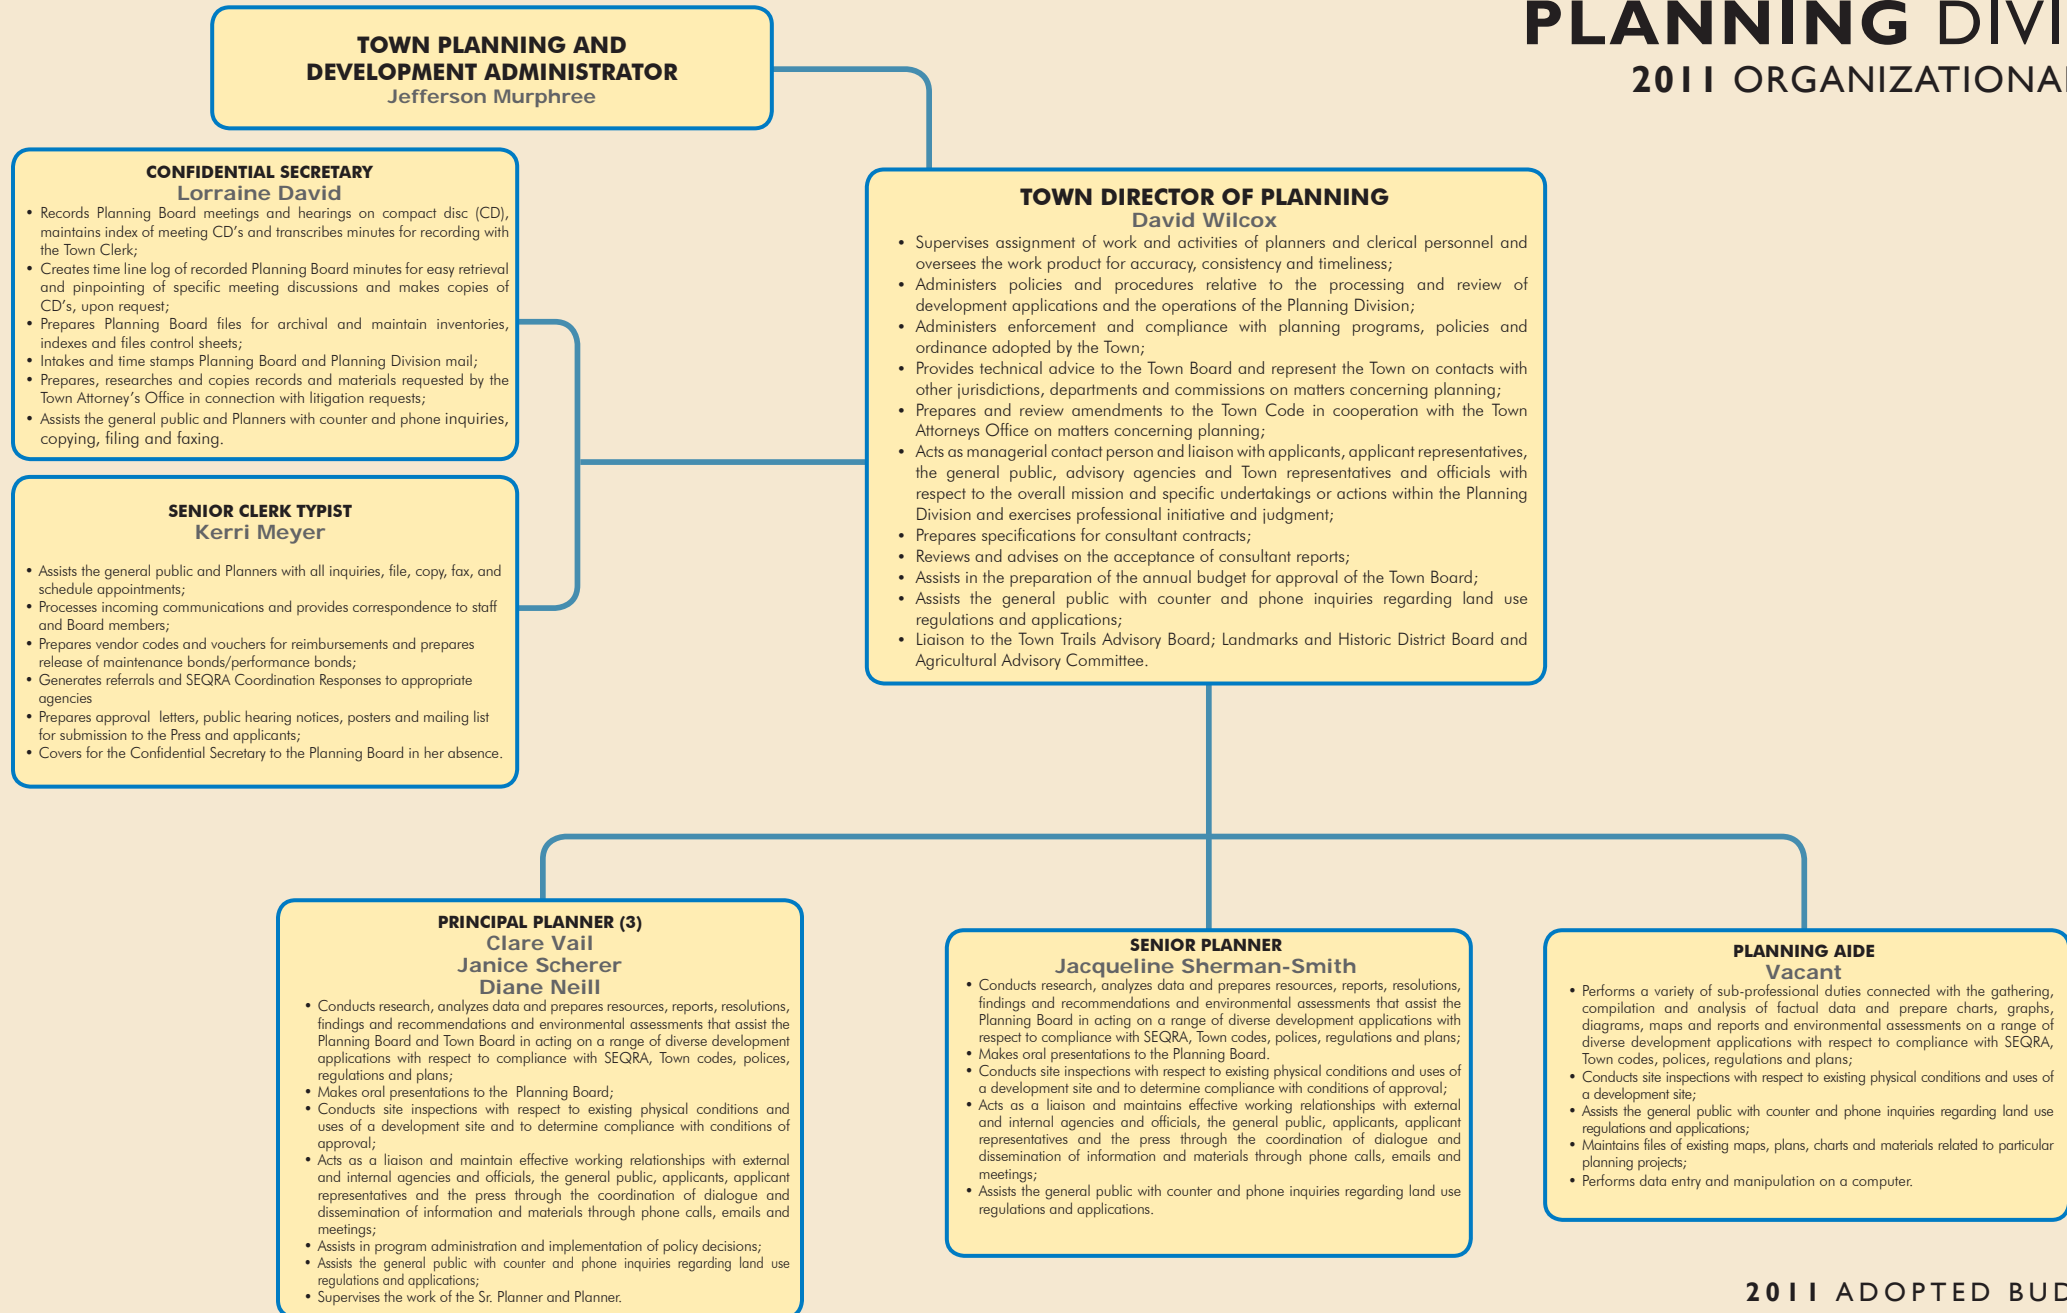 PLANNING
2011
TOWN PLANNING AND
DEVELOPMENT ADMINISTRATOR
Jefferson Murphree
CONFIDENTIAL SECRETARY
Lorraine David
• Records Planning Board meetings and hearings on compact disc (CD),
maintains index of meeting CD's and transcribes minutes for recording with
the Town Clerk;
• Creates time line log of recorded Planning Board minutes for easy retrieval
and pinpointing of specific meeting discussions and makes copies of
CD's, upon request;
• Prepares Planning Board files for archival and maintain inventories,
indexes and files control sheets;
• Intakes and time stamps Planning Board and Planning Division mail;
• Prepares, researches and copies records and materials requested by the
Town Attorney's Office in connection with litigation requests;
• Assists the general public and Planners with counter and phone inquiries,
copying, filing and faxing.
SENIOR CLERK TYPIST
Kerri Meyer
• Assists the general public and Planners with all inquiries, file, copy, fax, and
schedule appointments;
• Processes incoming communications and provides correspondence to staff
and Board members;
• Prepares vendor codes and vouchers for reimbursements and prepares
release of maintenance bonds/performance bonds;
• Generates referrals and SEQRA Coordination Responses to appropriate
agencies
• Prepares approval letters, public hearing notices, posters and mailing list
for submission to the Press and applicants;
• Covers for the Confidential Secretary to the Planning Board in her absence.
TOWN DIRECTOR OF PLANNING
David Wilcox
• Supervises assignment of work and activities of planners and clerical personnel and
oversees the work product for accuracy, consistency and timeliness;
• Administers policies and procedures relative to the processing and review of
development applications and the operations of the Planning Division;
• Administers enforcement and compliance with planning programs, policies and
ordinance adopted by the Town;
• Provides technical advice to the Town Board and represent the Town on contacts with
other jurisdictions, departments and commissions on matters concerning planning;
• Prepares and review amendments to the Town Code in cooperation with the Town
Attorneys Office on matters concerning planning;
• Acts as managerial contact person and liaison with applicants, applicant representatives,
the general public, advisory agencies and Town representatives and officials with
respect to the overall mission and specific undertakings or actions within the Planning
Division and exercises professional initiative and judgment;
• Prepares specifications for consultant contracts;
• Reviews and advises on the acceptance of consultant reports;
• Assists in the preparation of the annual budget for approval of the Town Board;
• Assists the general public with counter and phone inquiries regarding land use
regulations and applications;
• Liaison to the Town Trails Advisory Board; Landmarks and Historic District Board and
Agricultural Advisory Committee.
PRINCIPAL PLANNER (3)
Clare Vail
Janice Scherer
Diane Neill
• Conducts research, analyzes data and prepares resources, reports, resolutions,
findings and recommendations and environmental assessments that assist the
Planning Board and Town Board in acting on a range of diverse development
applications with respect to compliance with SEQRA, Town codes, polices,
regulations and plans;
• Makes oral presentations to the Planning Board;
• Conducts site inspections with respect to existing physical conditions and
uses of a development site and to determine compliance with conditions of
approval;
• Acts as a liaison and maintain effective working relationships with external
and internal agencies and officials, the general public, applicants, applicant
representatives and the press through the coordination of dialogue and
dissemination of information and materials through phone calls, emails and
meetings;
• Assists in program administration and implementation of policy decisions;
• Assists the general public with counter and phone inquiries regarding land use
regulations and applications;
• Supervises the work of the Sr. Planner and Planner.
SENIOR PLANNER
Jacqueline Sherman-Smith
• Conducts research, analyzes data and prepares resources, reports, resolutions,
findings and recommendations and environmental assessments that assist the
Planning Board in acting on a range of diverse development applications with
respect to compliance with SEQRA, Town codes, polices, regulations and plans;
• Makes oral presentations to the Planning Board.
• Conducts site inspections with respect to existing physical conditions and uses of
a development site and to determine compliance with conditions of approval;
• Acts as a liaison and maintains effective working relationships with external
and internal agencies and officials, the general public, applicants, applicant
representatives and the press through the coordination of dialogue and
dissemination of information and materials through phone calls, emails and
meetings;
• Assists the general public with counter and phone inquiries regarding land use
regulations and applications.
PLANNING AIDE
Vacant
• Performs a variety of sub-professional duties connected with the gathering,
compilation and analysis of factual data and prepare charts, graphs,
diagrams, maps and reports and environmental assessments on a range of
diverse development applications with respect to compliance with SEQRA,
Town codes, polices, regulations and plans;
• Conducts site inspections with respect to existing physical conditions and uses of
a development site;
• Assists the general public with counter and phone inquiries regarding land use
regulations and applications;
• Maintains files of existing maps, plans, charts and materials related to particular
planning projects;
• Performs data entry and manipulation on a computer.
2011 ADOPTED